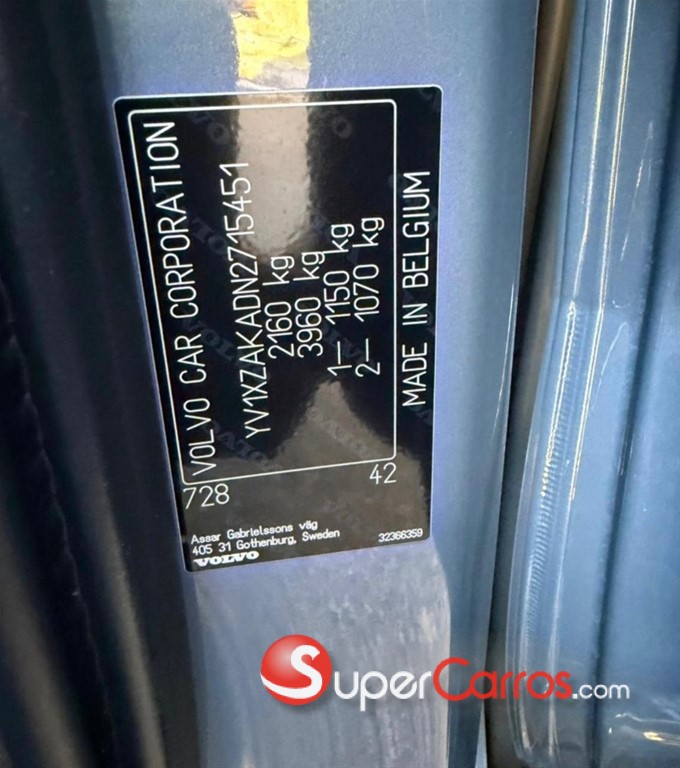 VOLVO CAR CORPORATION
YV1XZAKADN2715451
2160 kg
3960 kg
1— 1150 kg
2— 1070 kg
MADE IN BELGIUM
728
42
Assar Gabrielssons väg
405 31 Gothenburg, Sweden
VOLVO
32366359
SuperCarros.com